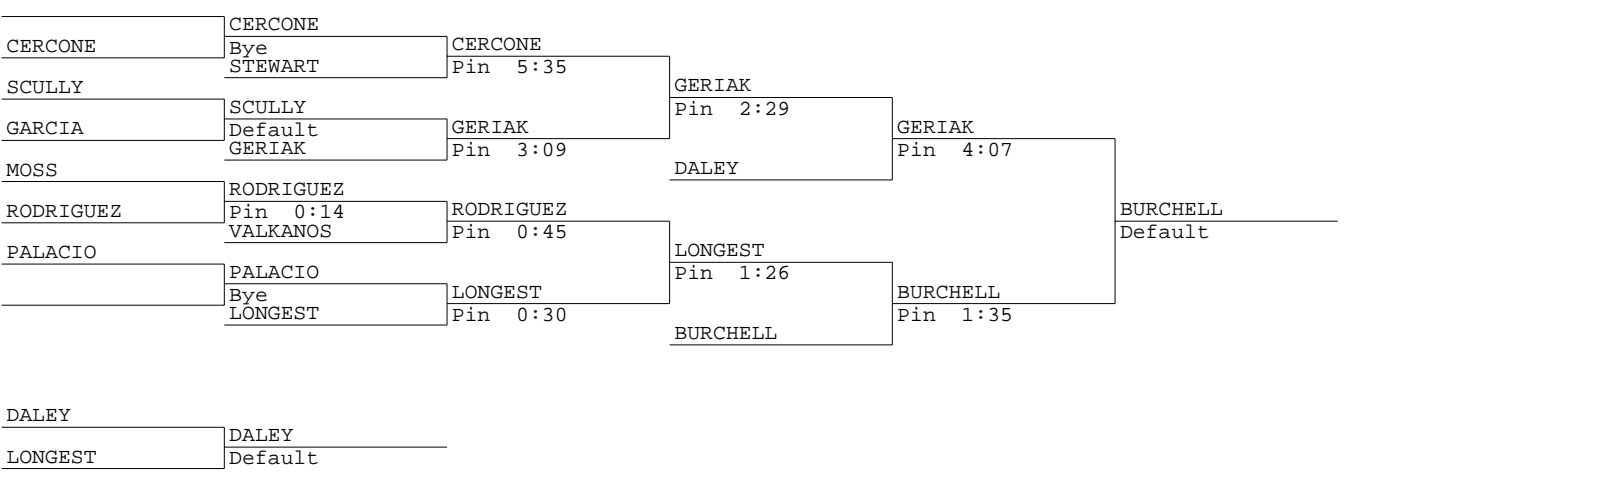 CERCONE
CERCONE
Bye
CERCONE
STEWART
Pin 5:35
SCULLY
GERIAK
SCULLY
Pin 2:29
GARCIA
Default
GERIAK
GERIAK
GERIAK
Pin 3:09
Pin 4:07
MOSS
DALEY
RODRIGUEZ
RODRIGUEZ
Pin 0:14
RODRIGUEZ
BURCHELL
VALKANOS
Pin 0:45
Default
PALACIO
LONGEST
PALACIO
Pin 1:26
Bye
LONGEST
BURCHELL
LONGEST
Pin 0:30
Pin 1:35
BURCHELL
DALEY
DALEY
LONGEST
Default